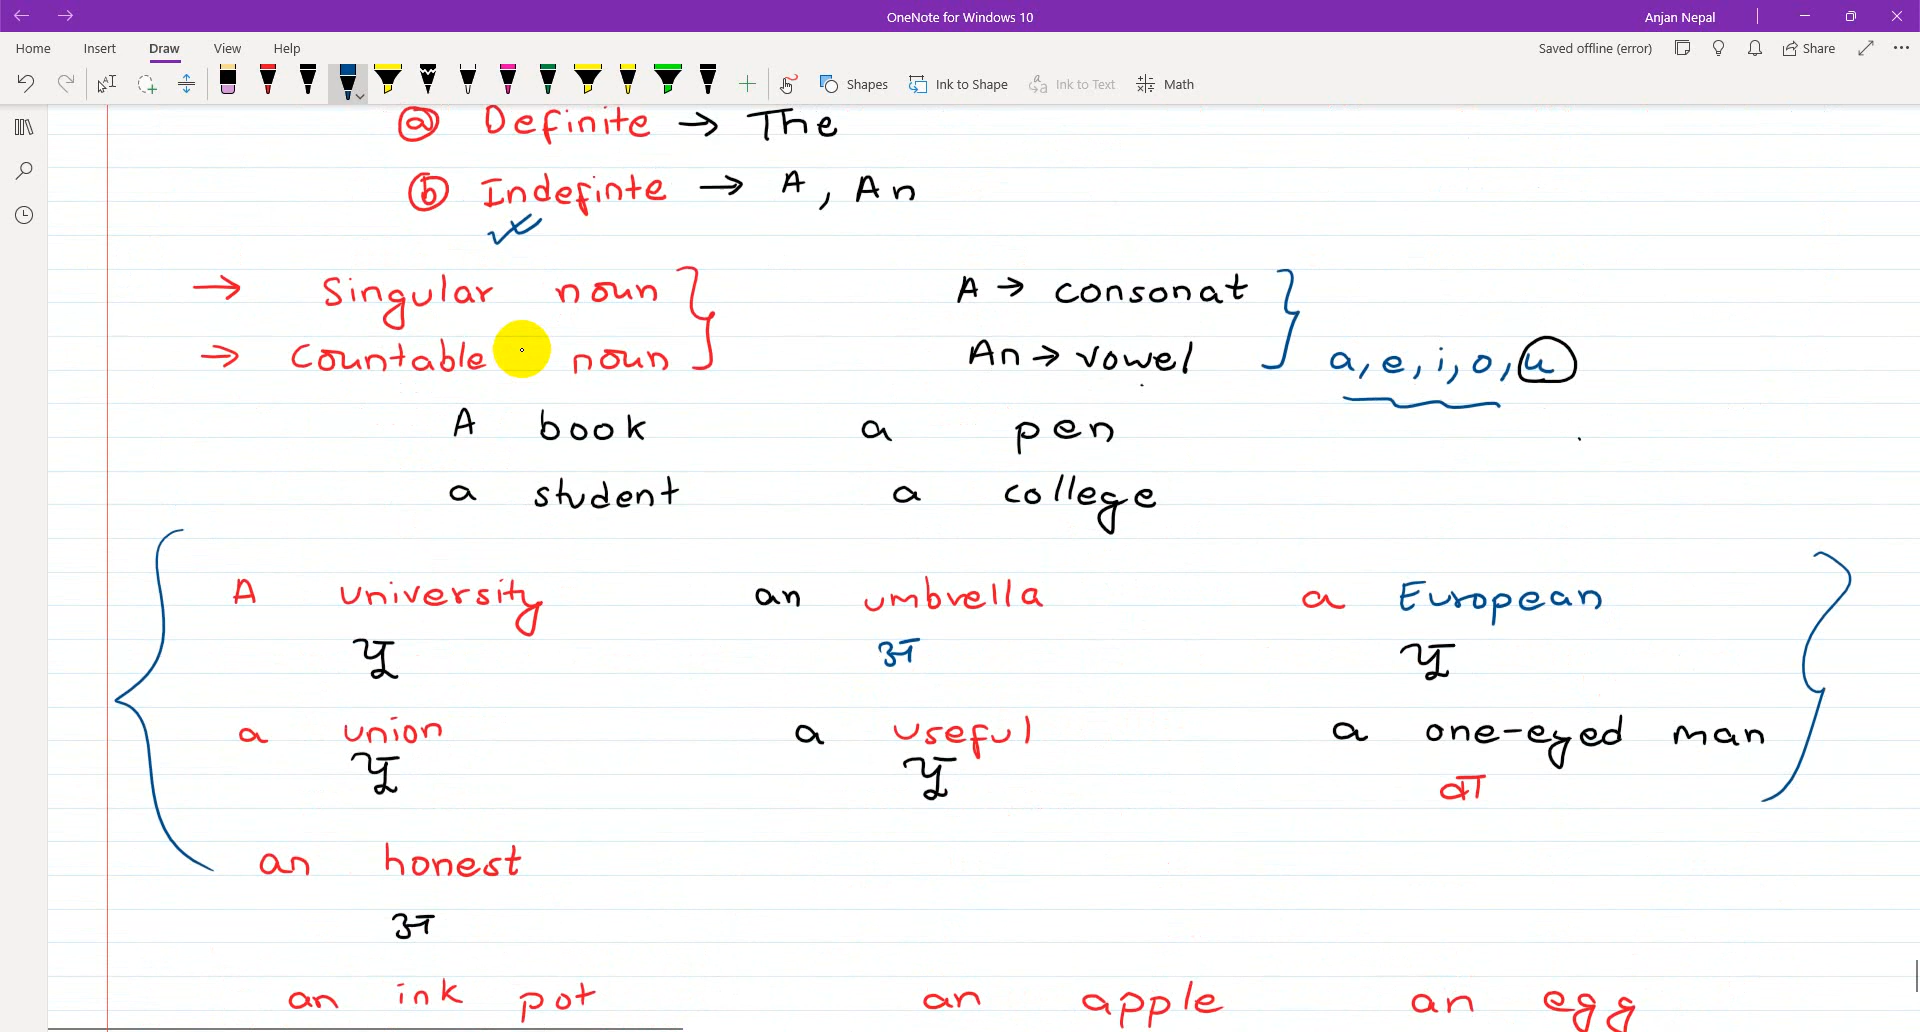 OneNote for Windows 10 Anjan Nepal
Home Insert Draw View Help Saved offline (error) Share
Shapes Ink to Shape Ink to Text Math
ⓐ Definite → The
ⓑ Indefinte → A, An
→ Singular noun A → consonat
→ Countable noun An → vowel a, e, i, o, u
A book a pen
a student a college
A university an umbrella a European
यू अ यू
a union a useful a one-eyed man
यू यू वा
an honest
अ
an ink pot an apple an egg